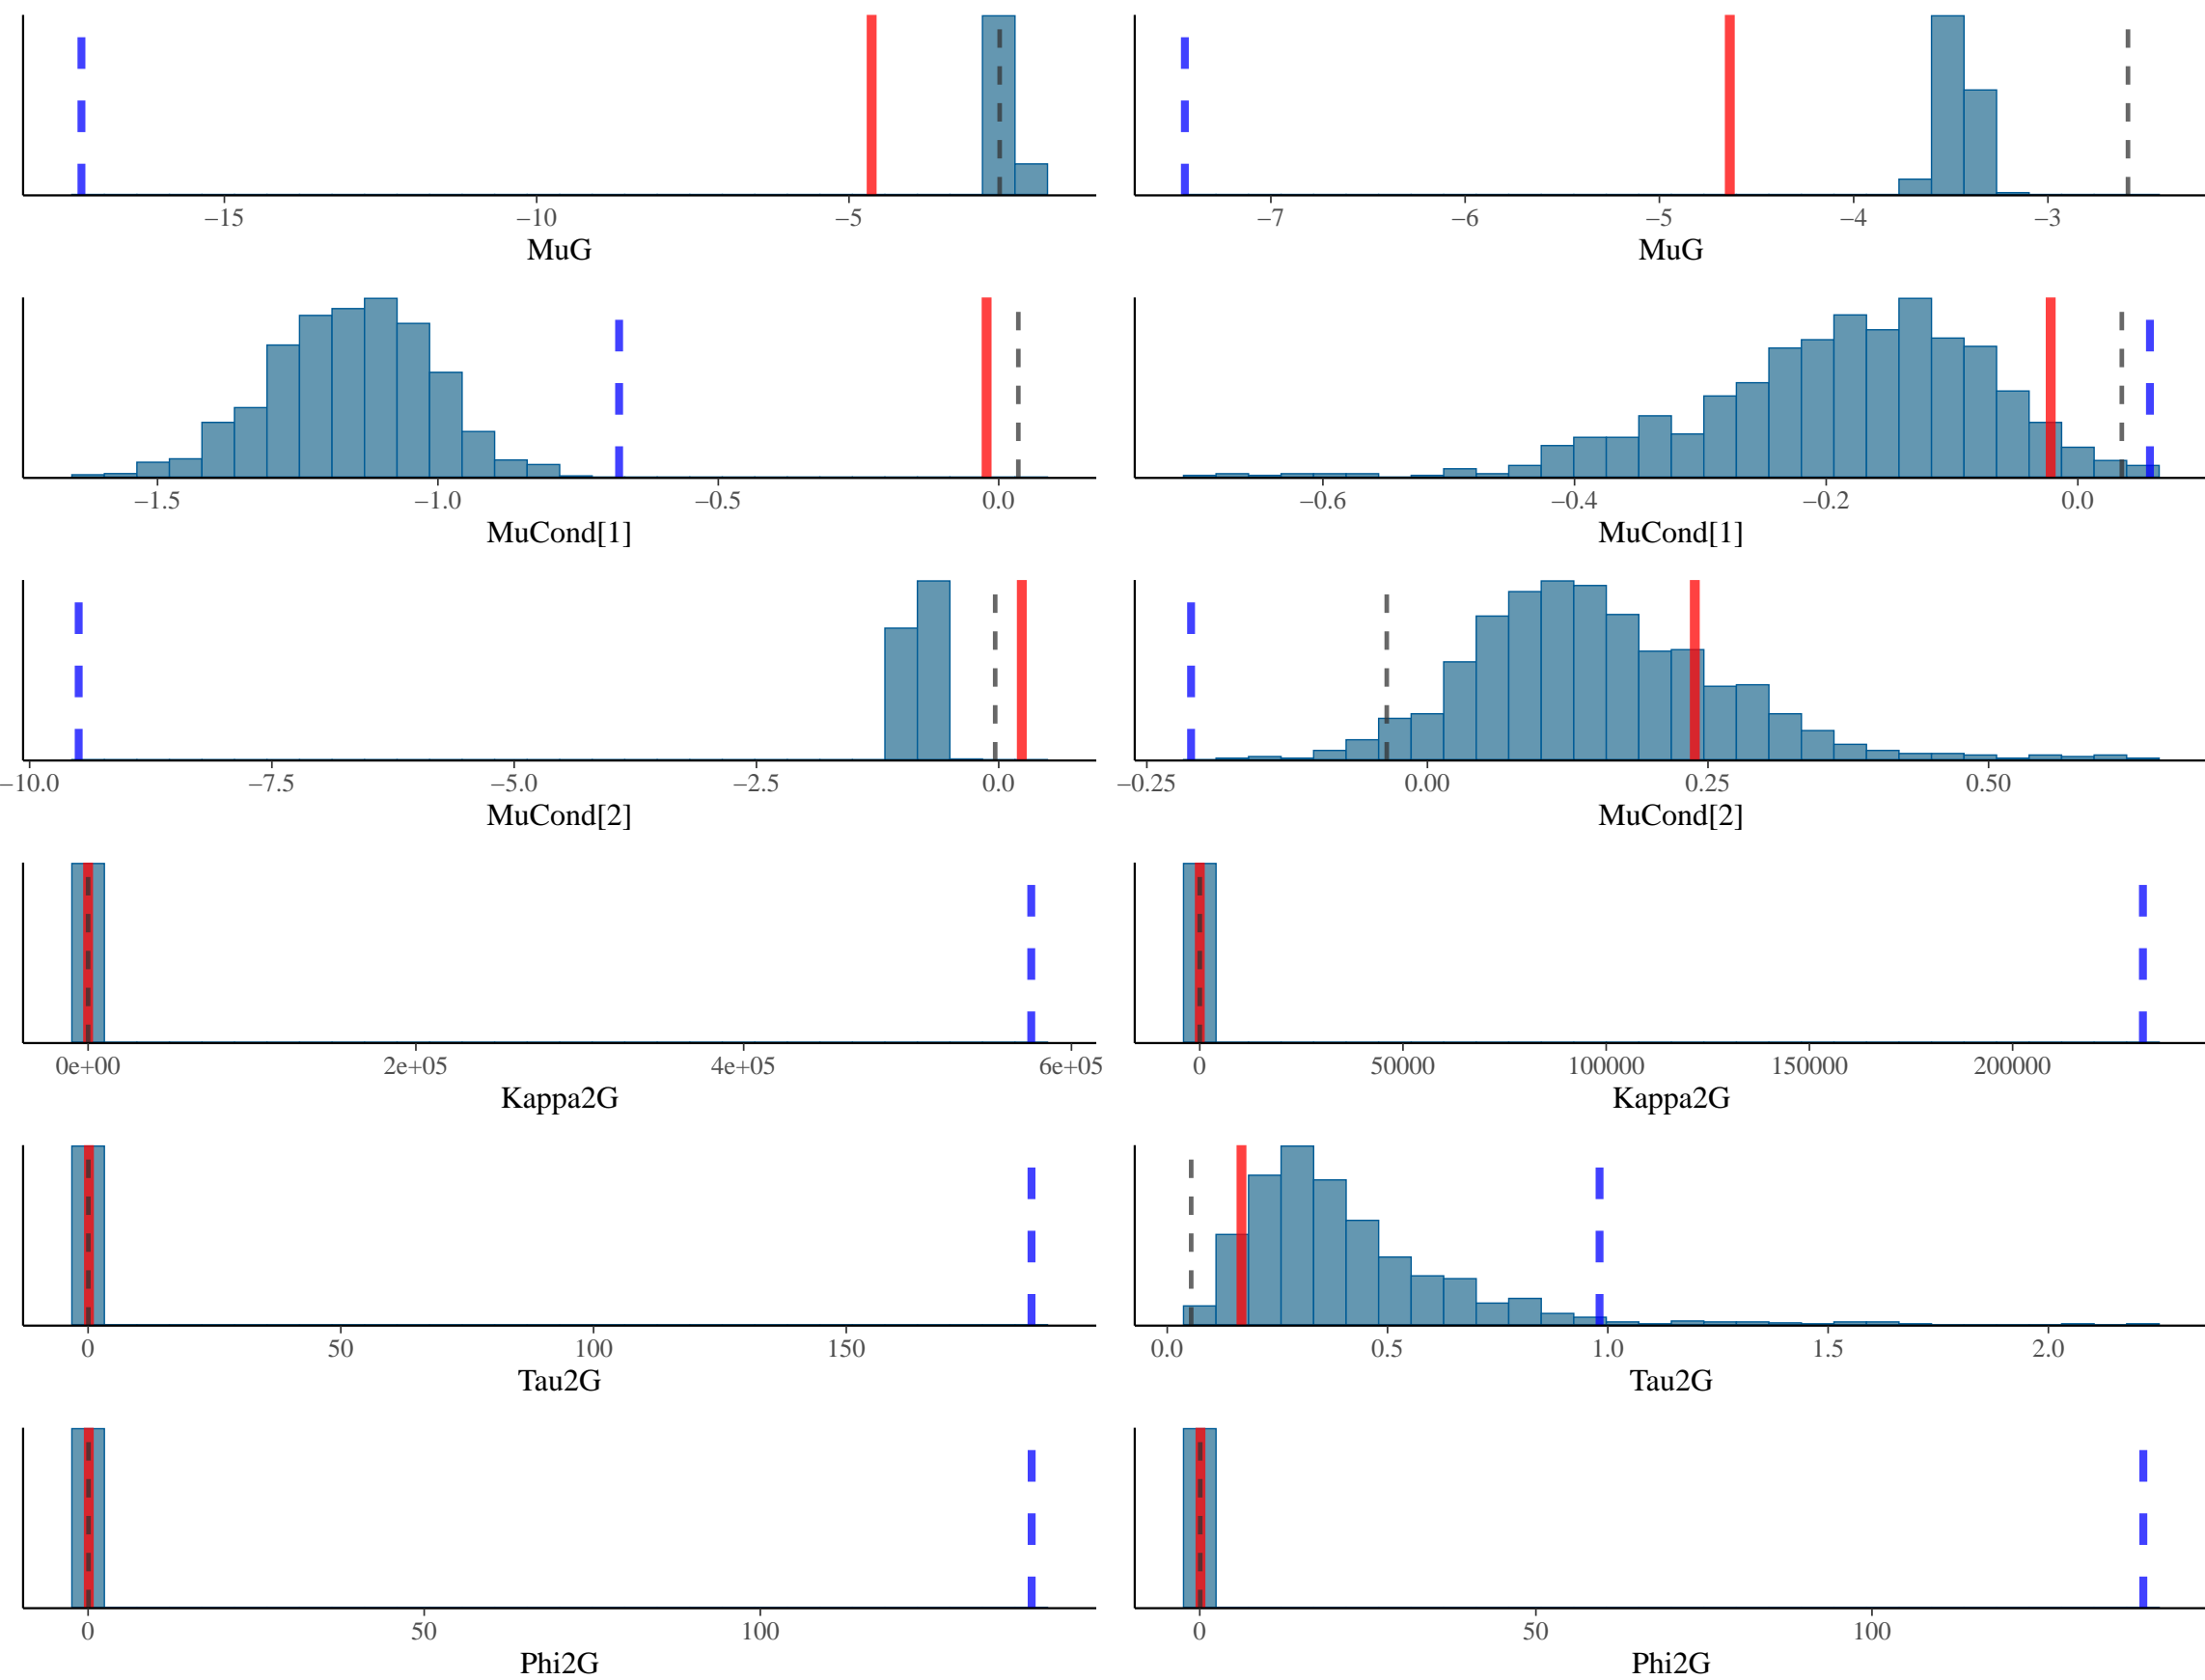 −15 −10 −5 −7 −6 −5 −4 −3
MuG MuG
−1.5 −1.0 −0.5 0.0 −0.6 −0.4 −0.2 0.0
MuCond[1] MuCond[1]
−10.0 −7.5 −5.0 −2.5 0.0 −0.25 0.00 0.25 0.50
MuCond[2] MuCond[2]
0e+00 2e+05 4e+05 6e+05 0 50000 100000 150000 200000
Kappa2G Kappa2G
0 50 100 150 0.0 0.5 1.0 1.5 2.0
Tau2G Tau2G
0 50 100 0 50 100
Phi2G Phi2G